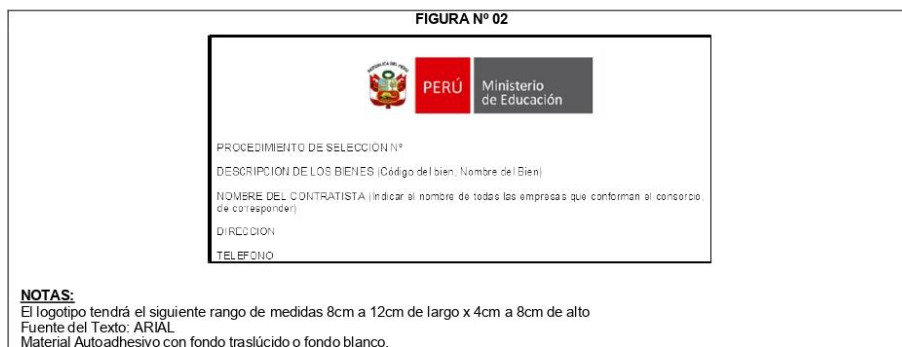 FIGURA Nº 02
REPÚBLICA DEL PERÚ
PERÚ
Ministerio
de Educación
PROCEDIMIENTO DE SELECCIÓN Nº
DESCRIPCION DE LOS BIENES (Código del bien, Nombre del Bien)
NOMBRE DEL CONTRATISTA (Indicar el nombre de todas las empresas que conforman el consorcio,
de corresponder)
DIRECCION
TELEFONO
NOTAS:
El logotipo tendrá el siguiente rango de medidas 8cm a 12cm de largo x 4cm a 8cm de alto
Fuente del Texto: ARIAL
Material Autoadhesivo con fondo traslúcido o fondo blanco.